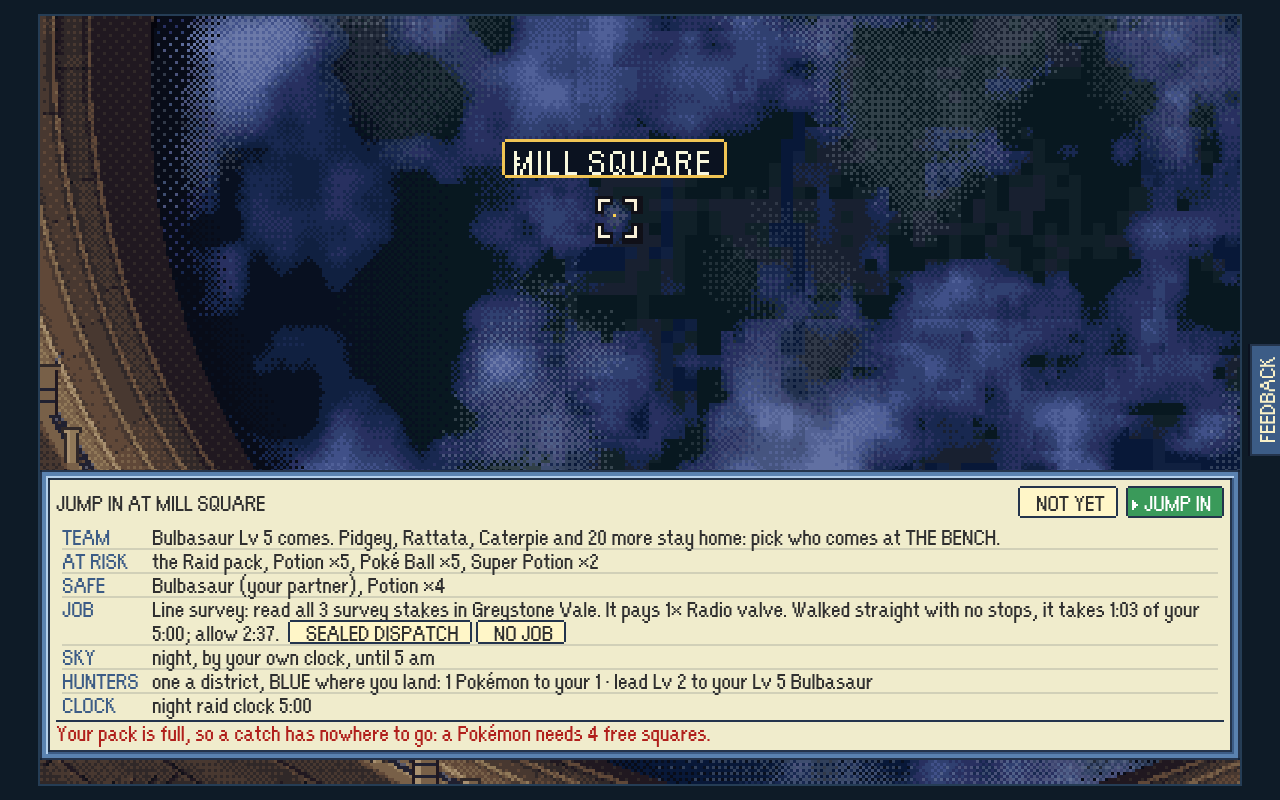 MILL SQUARE
FEEDBACK
JUMP IN AT MILL SQUARE
NOT YET
JUMP IN
TEAM Bulbasaur Lv 5 comes. Pidgey, Rattata, Caterpie and 20 more stay home: pick who comes at THE BENCH.
AT RISK the Raid pack, Potion ×5, Poké Ball ×5, Super Potion ×2
SAFE Bulbasaur (your partner), Potion ×4
JOB Line survey: read all 3 survey stakes in Greystone Vale. It pays 1× Radio valve. Walked straight with no stops, it takes 1:03 of your
5:00; allow 2:37. SEALED DISPATCH NO JOB
SKY night, by your own clock, until 5 am
HUNTERS one a district, BLUE where you land: 1 Pokémon to your 1 · lead Lv 2 to your Lv 5 Bulbasaur
CLOCK night raid clock 5:00
Your pack is full, so a catch has nowhere to go: a Pokémon needs 4 free squares.